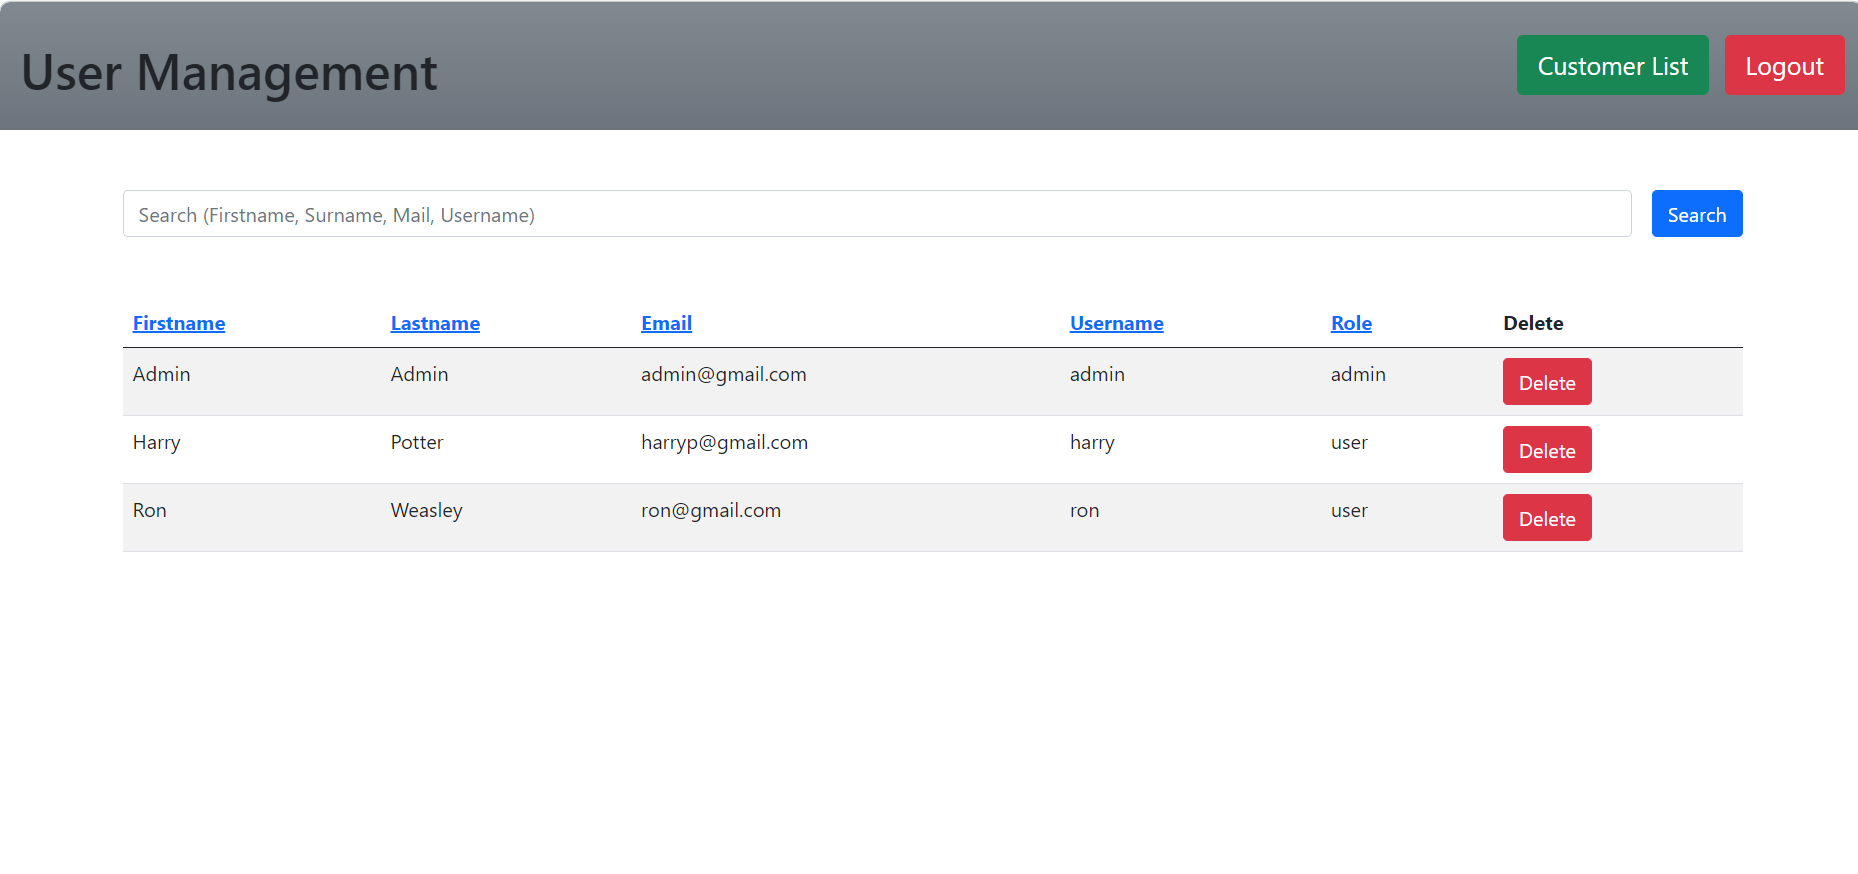 User Management Customer List Logout
Search (Firstname, Surname, Mail, Username) Search
Firstname Lastname Email Username Role Delete
Admin Admin admin@gmail.com admin admin Delete
Harry Potter harryp@gmail.com harry user Delete
Ron Weasley ron@gmail.com ron user Delete